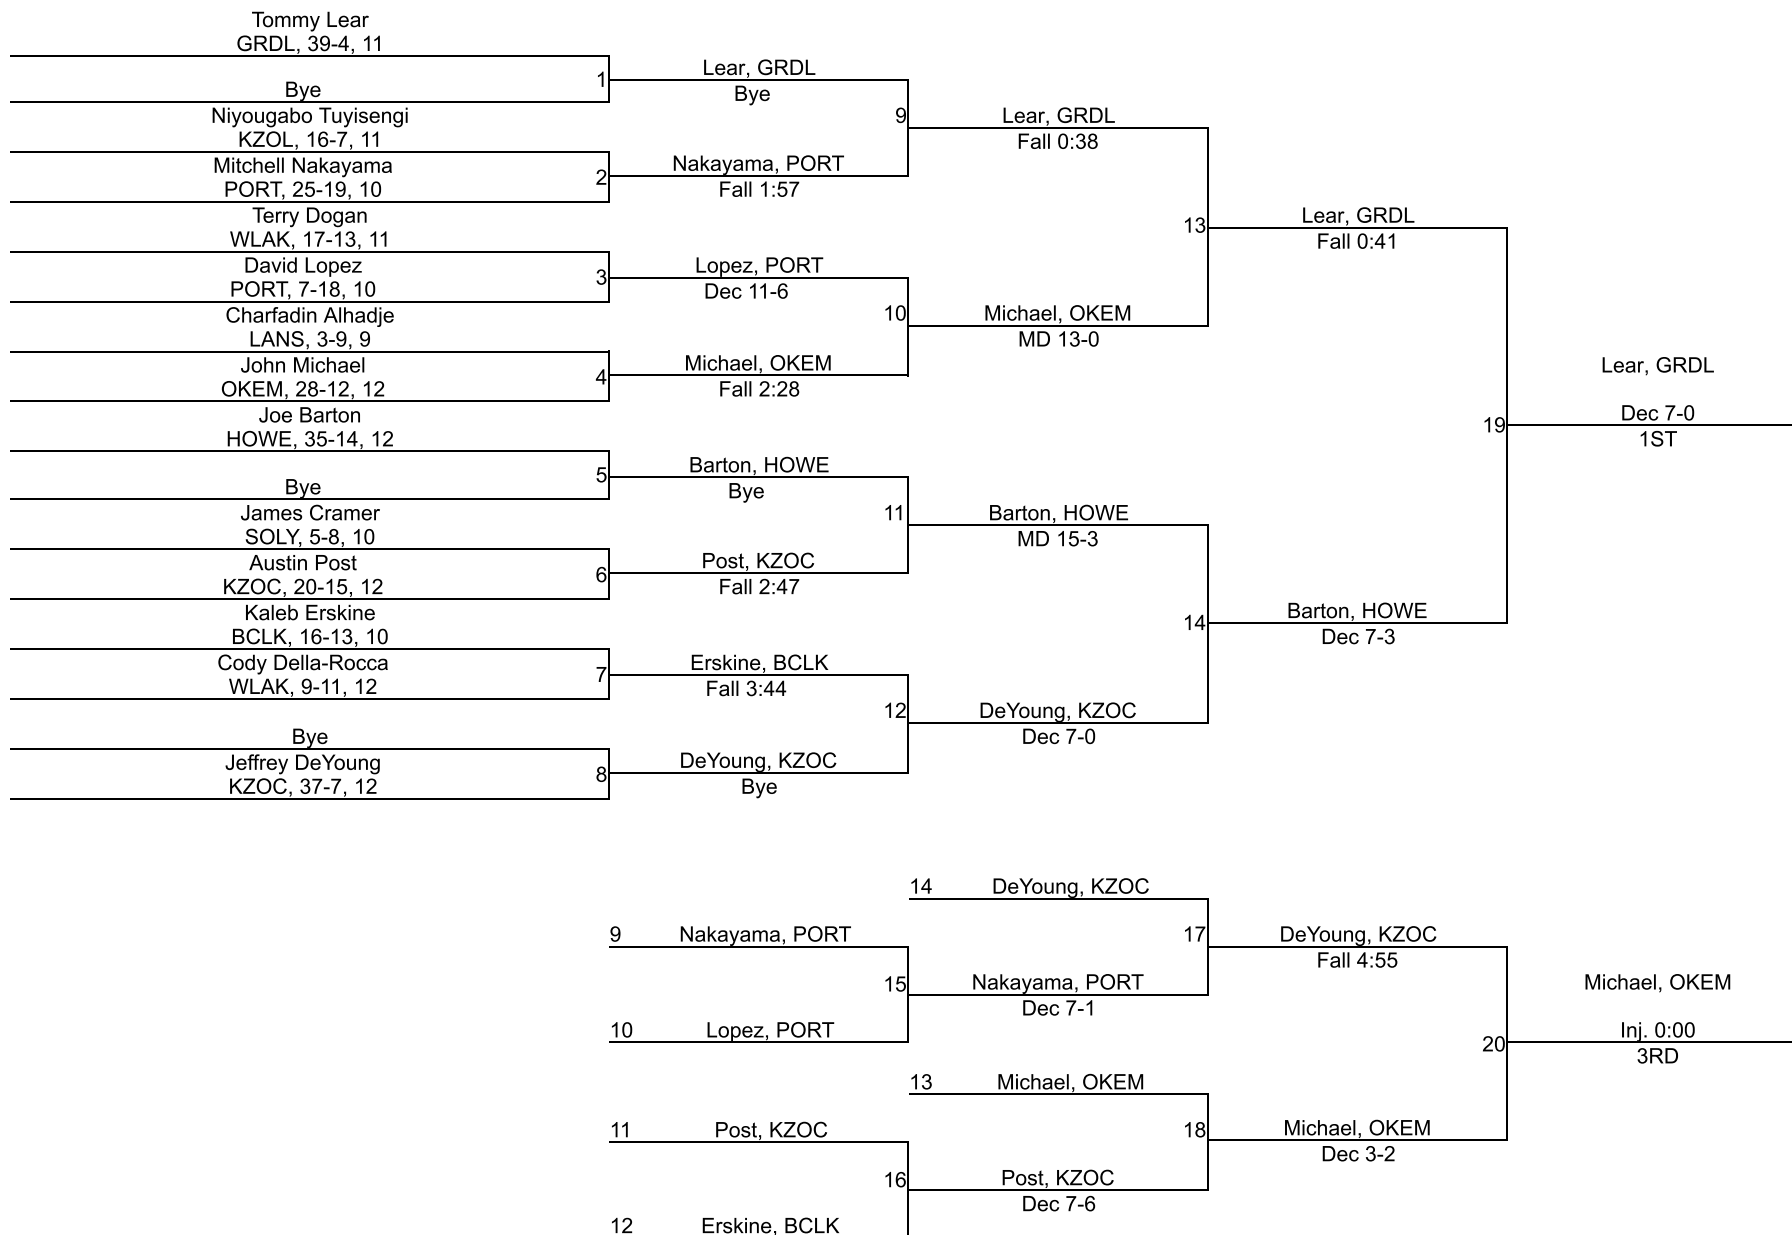 Tommy Lear
GRDL, 39-4, 11
Bye
1
Lear, GRDL
Bye
Niyougabo Tuyisengi
KZOL, 16-7, 11
Mitchell Nakayama
PORT, 25-19, 10
2
Nakayama, PORT
Fall 1:57
9
Lear, GRDL
Fall 0:38
Terry Dogan
WLAK, 17-13, 11
David Lopez
PORT, 7-18, 10
3
Lopez, PORT
Dec 11-6
Charfadin Alhadje
LANS, 3-9, 9
John Michael
OKEM, 28-12, 12
4
Michael, OKEM
Fall 2:28
10
Michael, OKEM
MD 13-0
13
Lear, GRDL
Fall 0:41
Joe Barton
HOWE, 35-14, 12
Bye
5
Barton, HOWE
Bye
James Cramer
SOLY, 5-8, 10
Austin Post
KZOC, 20-15, 12
6
Post, KZOC
Fall 2:47
11
Barton, HOWE
MD 15-3
Kaleb Erskine
BCLK, 16-13, 10
Cody Della-Rocca
WLAK, 9-11, 12
7
Erskine, BCLK
Fall 3:44
Bye
Jeffrey DeYoung
KZOC, 37-7, 12
8
DeYoung, KZOC
Bye
12
DeYoung, KZOC
Dec 7-0
14
Barton, HOWE
Dec 7-3
19
Lear, GRDL
Dec 7-0
1ST
14
DeYoung, KZOC
9
Nakayama, PORT
10
Lopez, PORT
15
Nakayama, PORT
Dec 7-1
17
DeYoung, KZOC
Fall 4:55
13
Michael, OKEM
11
Post, KZOC
12
Erskine, BCLK
16
Post, KZOC
Dec 7-6
18
Michael, OKEM
Dec 3-2
20
Michael, OKEM
Inj. 0:00
3RD